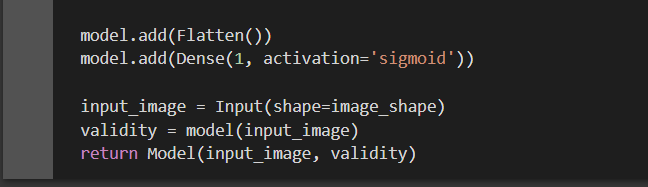 model.add(Flatten())
model.add(Dense(1, activation='sigmoid'))
input_image = Input(shape=image_shape)
validity = model(input_image)
return Model(input_image, validity)